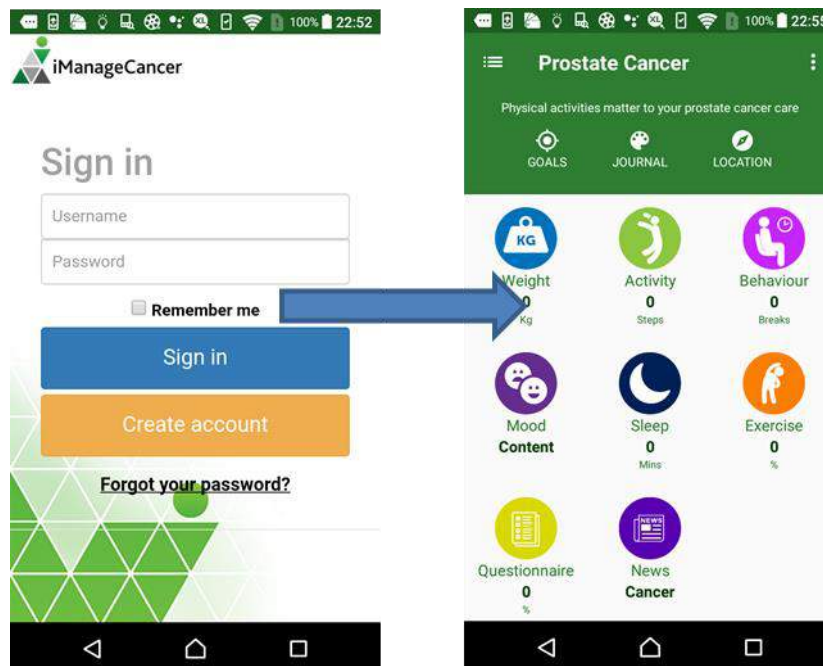 100% 22:52
iManageCancer
Sign in
Username
Password
Remember me
Sign in
Create account
Forgot your password?
100% 22:55
Prostate Cancer
Physical activities matter to your prostate cancer care
GOALS JOURNAL LOCATION
KG
Weight Activity Behaviour
0 0 0
Kg Steps Breaks
Mood Sleep Exercise
Content 0 0
Mins %
NEWS
Questionnaire News
0 Cancer
%